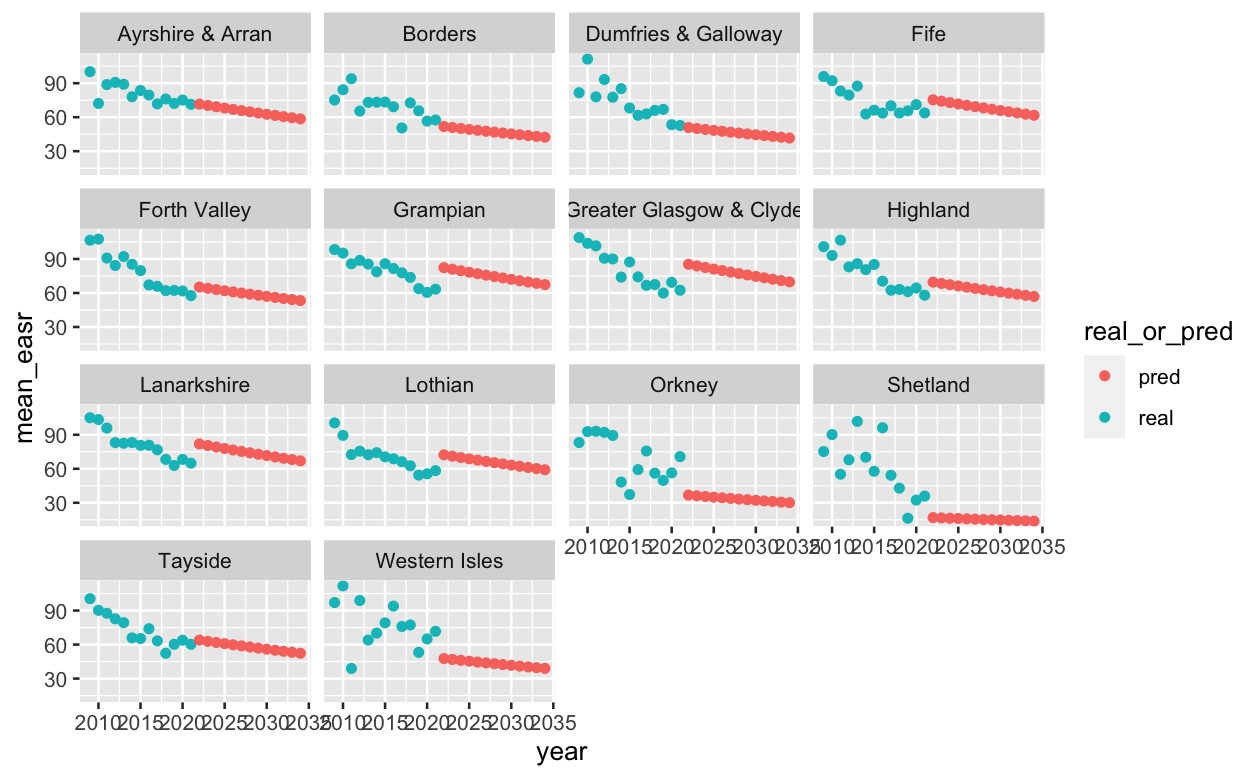 Ayrshire & Arran Borders Dumfries & Galloway Fife
90
60
30
Forth Valley Grampian Greater Glasgow & Clyde Highland
90
60
30
Lanarkshire Lothian Orkney Shetland
90
60
30
2010 2015 2020 2025 2030 2035 2010 2015 2020 2025 2030 2035
Tayside Western Isles
90
60
30
2010 2015 2020 2025 2030 2035 2010 2015 2020 2025 2030 2035
year
mean_easr
real_or_pred
pred
real